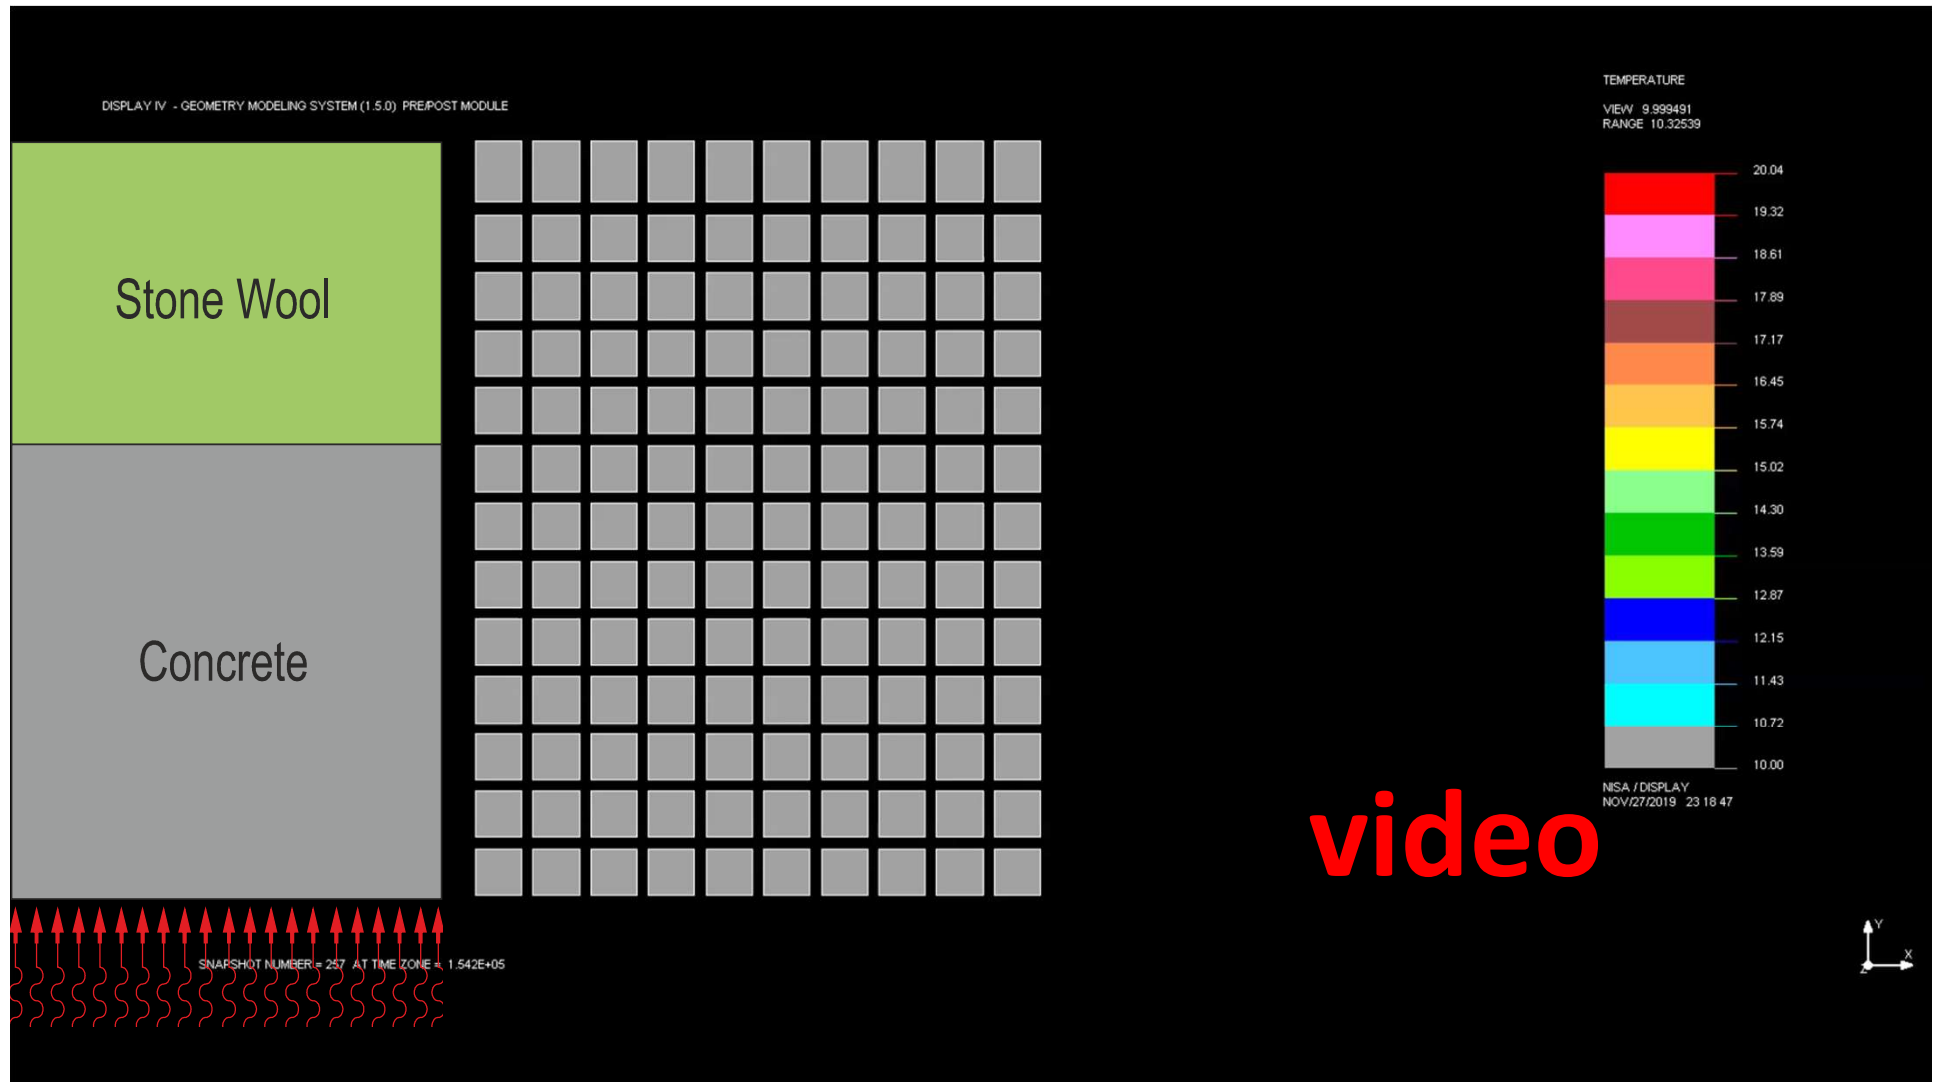 TEMPERATURE
VIEW 9.999491
RANGE 10.32539
DISPLAY IV - GEOMETRY MODELING SYSTEM (1.5.0) PRE/POST MODULE
20.04
19.32
18.61
17.89
17.17
16.45
15.74
15.02
14.30
13.59
12.87
12.15
11.43
10.72
10.00
Stone Wool
Concrete
NISA / DISPLAY
NOV/27/2019 23 18 47
video
Y
X
Z
SNAPSHOT NUMBER = 257 AT TIME ZONE = 1.542E+05